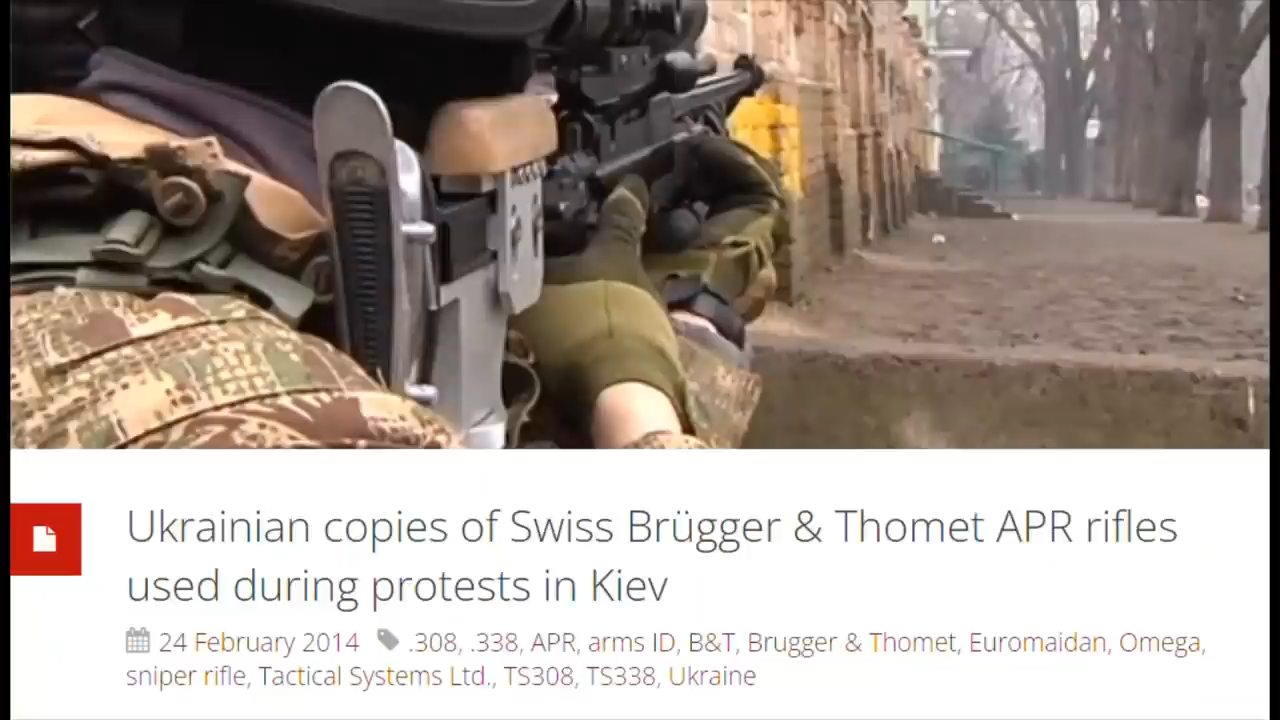 Ukrainian copies of Swiss Brügger & Thomet APR rifles
used during protests in Kiev
24 February 2014 .308, .338, APR, arms ID, B&T, Brugger & Thomet, Euromaidan, Omega,
sniper rifle, Tactical Systems Ltd., TS308, TS338, Ukraine